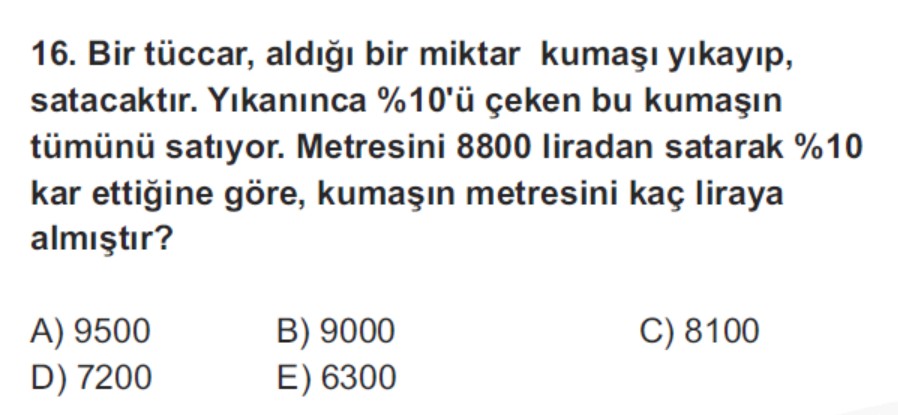 16. Bir tüccar, aldığı bir miktar kumaşı yıkayıp,
satacaktır. Yıkanınca %10'ü çeken bu kumaşın
tümünü satıyor. Metresini 8800 liradan satarak %10
kar ettiğine göre, kumaşın metresini kaç liraya
almıştır?
A) 9500 B) 9000 C) 8100
D) 7200 E) 6300